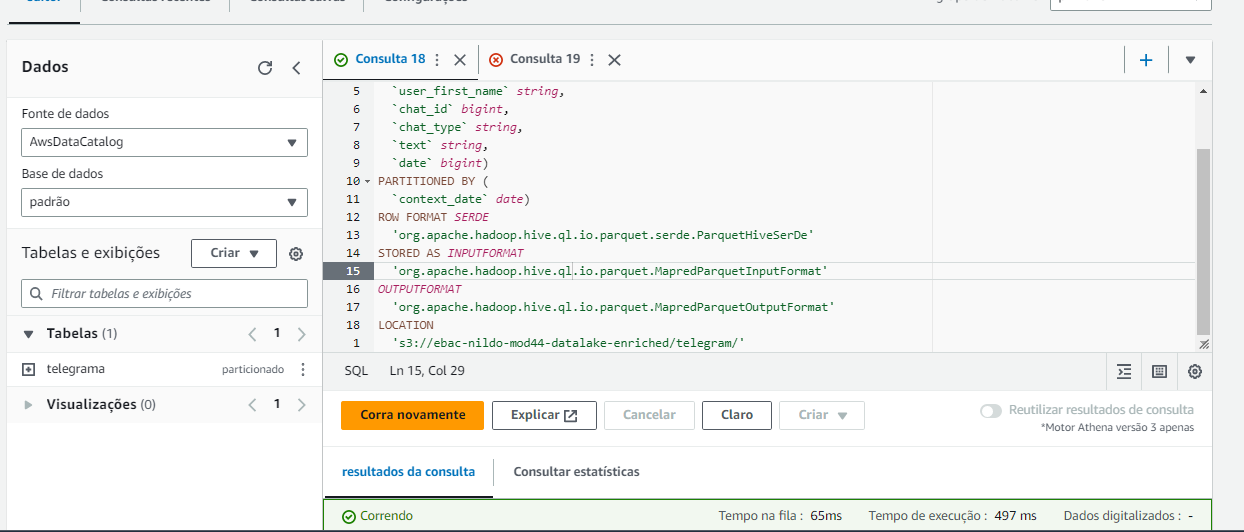 Dados
Fonte de dados
AwsDataCatalog
Base de dados
padrão
Tabelas e exibições
Criar
Filtrar tabelas e exibições
Tabelas (1)
1
telegrama
particionado
Visualizações (0)
1
Consulta 18
Consulta 19
5 `user_first_name` string,
6 `chat_id` bigint,
7 `chat_type` string,
8 `text` string,
9 `date` bigint)
10 PARTITIONED BY (
11 `context_date` date)
12 ROW FORMAT SERDE
13 'org.apache.hadoop.hive.ql.io.parquet.serde.ParquetHiveSerDe'
14 STORED AS INPUTFORMAT
15 'org.apache.hadoop.hive.ql.io.parquet.MapredParquetInputFormat'
16 OUTPUTFORMAT
17 'org.apache.hadoop.hive.ql.io.parquet.MapredParquetOutputFormat'
18 LOCATION
1 's3://ebac-nildo-mod44-datalake-enriched/telegram/'
SQL Ln 15, Col 29
Corra novamente
Explicar
Cancelar
Claro
Criar
Reutilizar resultados de consulta
*Motor Athena versão 3 apenas
resultados da consulta
Consultar estatísticas
Correndo
Tempo na fila : 65ms
Tempo de execução : 497 ms
Dados digitalizados : -